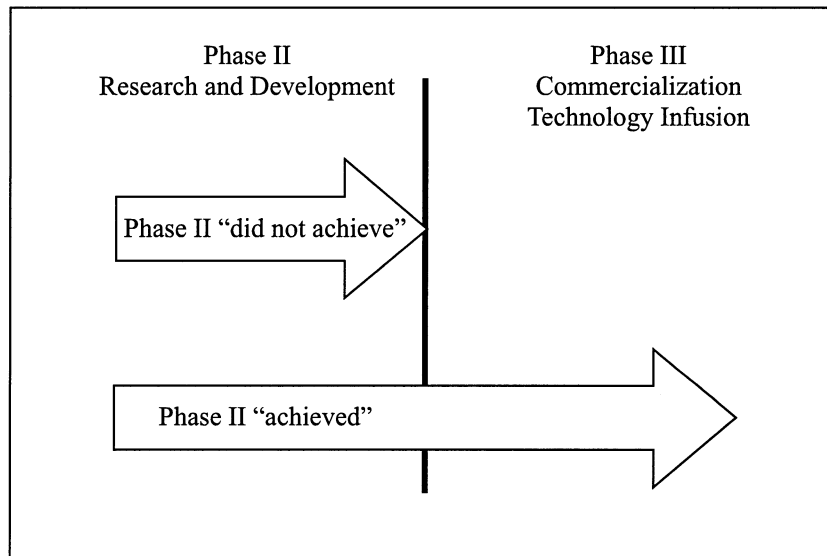 Phase II
Research and Development
Phase III
Commercialization
Technology Infusion
Phase II “did not achieve”
Phase II “achieved”